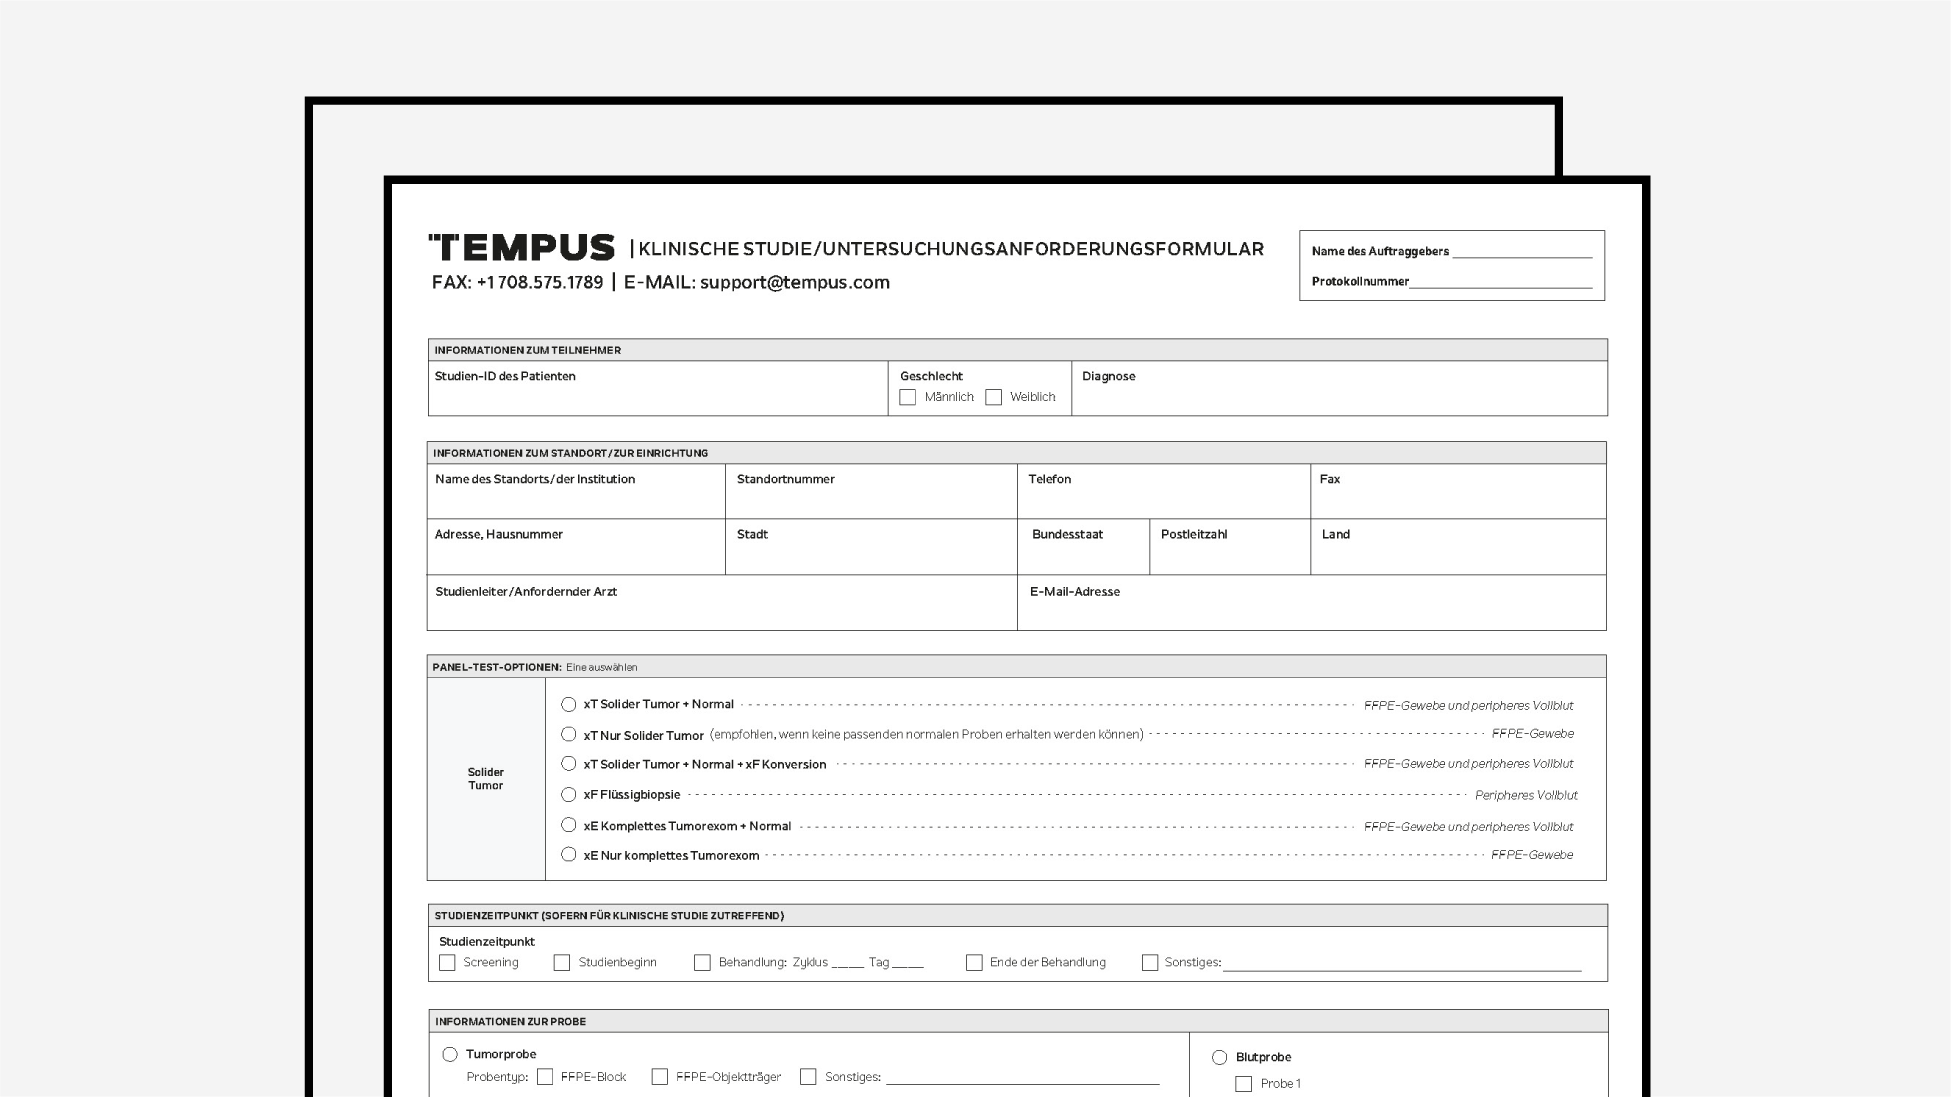 TEMPUS | KLINISCHE STUDIE/UNTERSUCHUNGSANFORDERUNGSFORMULAR
FAX: +1 708.575.1789 | E-MAIL: support@tempus.com
Name des Auftraggebers
Protokollnummer
INFORMATIONEN ZUM TEILNEHMER
Studien-ID des Patienten
Geschlecht
Männlich Weiblich
Diagnose
INFORMATIONEN ZUM STANDORT/ZUR EINRICHTUNG
Name des Standorts/der Institution Standortnummer Telefon Fax
Adresse, Hausnummer Stadt Bundesstaat Postleitzahl Land
Studienleiter/Anfordernder Arzt E-Mail-Adresse
PANEL-TEST-OPTIONEN: Eine auswählen
Solider
Tumor
xT Solider Tumor + Normal FFPE-Gewebe und peripheres Vollblut
xT Nur Solider Tumor (empfohlen, wenn keine passenden normalen Proben erhalten werden können) FFPE-Gewebe
xT Solider Tumor + Normal + xF Konversion FFPE-Gewebe und peripheres Vollblut
xF Flüssigbiopsie Peripheres Vollblut
xE Komplettes Tumorexom + Normal FFPE-Gewebe und peripheres Vollblut
xE Nur komplettes Tumorexom FFPE-Gewebe
STUDIENZEITPUNKT (SOFERN FÜR KLINISCHE STUDIE ZUTREFFEND)
Studienzeitpunkt
Screening Studienbeginn Behandlung: Zyklus _____ Tag _____ Ende der Behandlung Sonstiges:
INFORMATIONEN ZUR PROBE
Tumorprobe
Probentyp: FFPE-Block FFPE-Objektträger Sonstiges:
Blutprobe
Probe 1